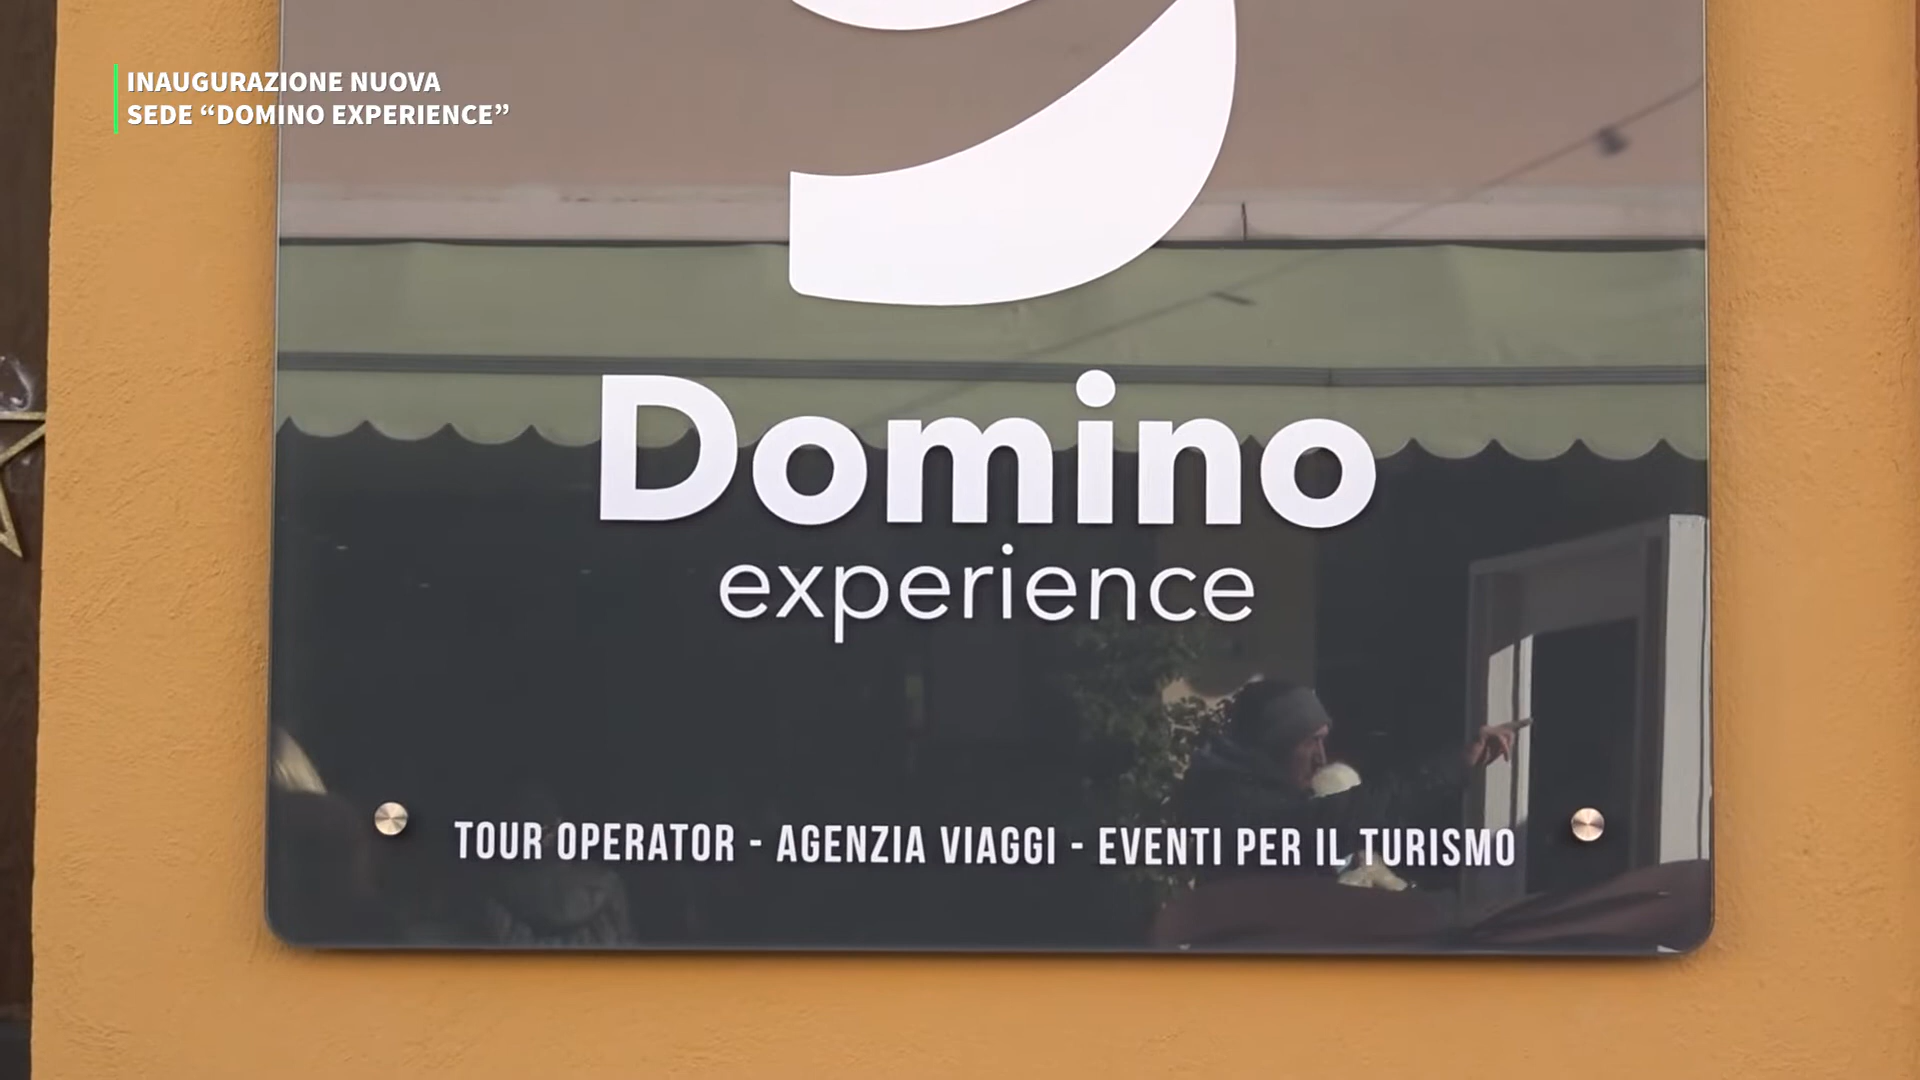 INAUGURAZIONE NUOVA
SEDE “DOMINO EXPERIENCE”
Domino
experience
TOUR OPERATOR - AGENZIA VIAGGI - EVENTI PER IL TURISMO